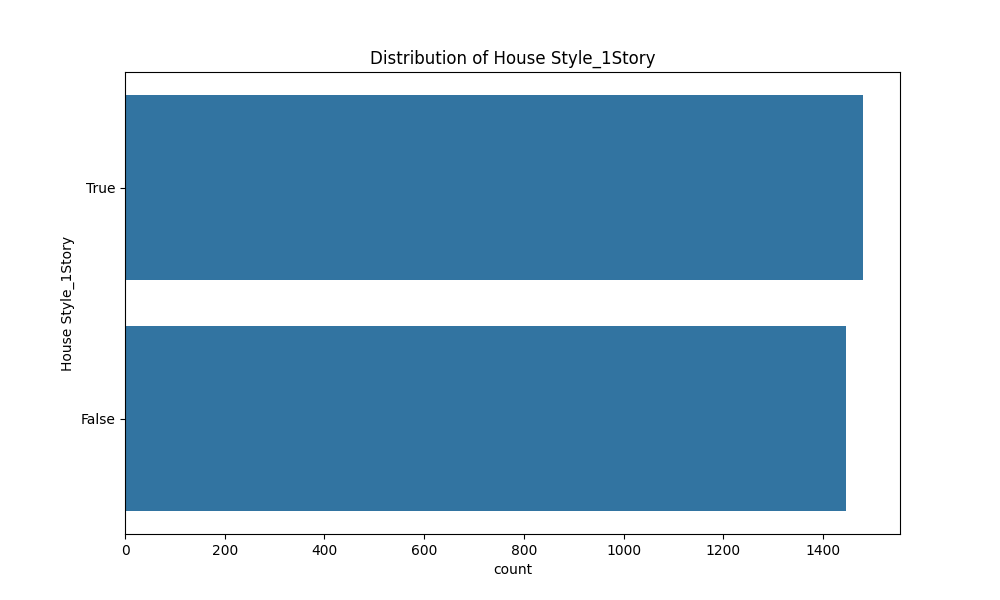 Distribution of House Style_1Story
House Style_1Story
True
False
0 200 400 600 800 1000 1200 1400
count